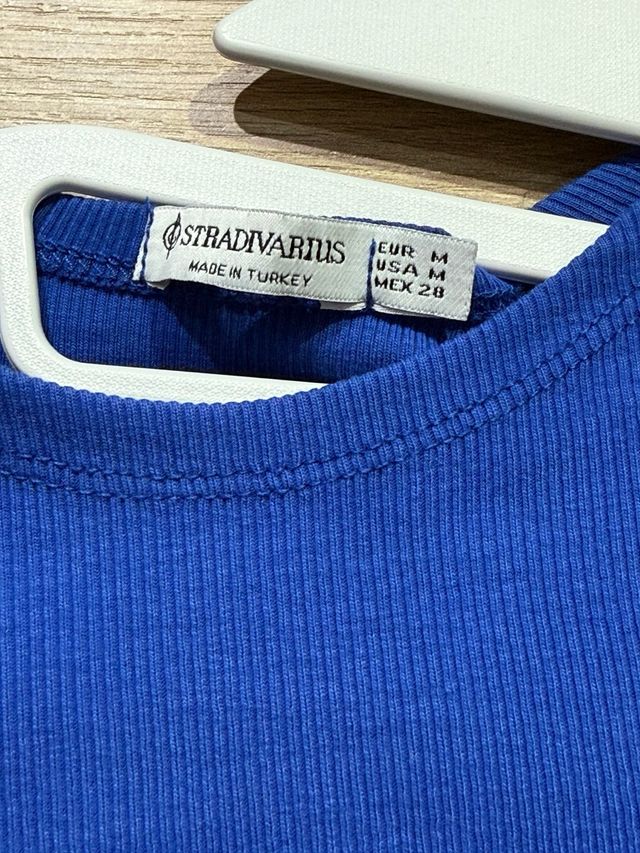 STRADIVARIUS
MADE IN TURKEY
EUR M
USA M
MEX 28